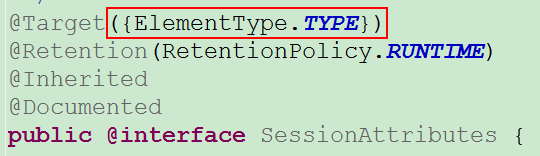 @Target({ElementType.TYPE})
@Retention(RetentionPolicy.RUNTIME)
@Inherited
@Documented
public @interface SessionAttributes {